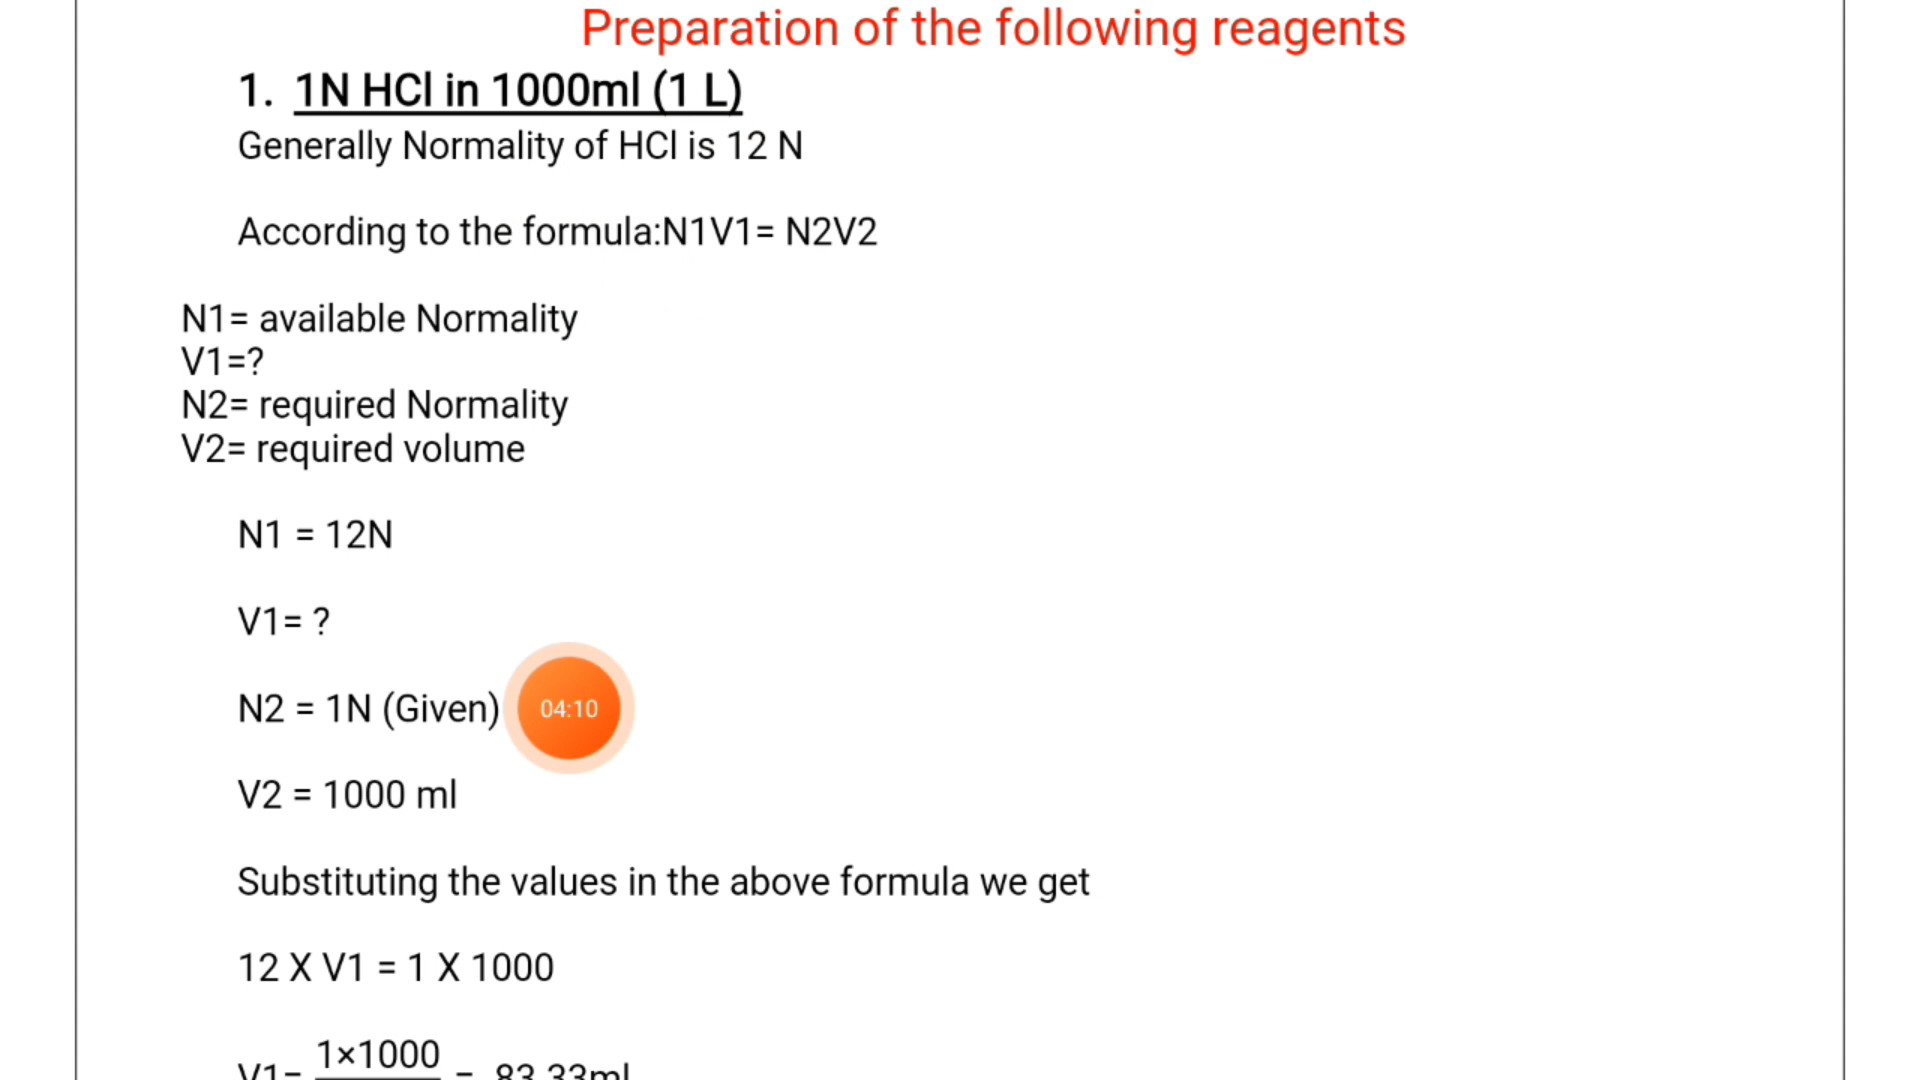 Preparation of the following reagents
1. 1N HCl in 1000ml (1 L)
Generally Normality of HCl is 12 N
According to the formula:N1V1= N2V2
N1= available Normality
V1=?
N2= required Normality
V2= required volume
N1 = 12N
V1= ?
N2 = 1N (Given)
04:10
V2 = 1000 ml
Substituting the values in the above formula we get
12 X V1 = 1 X 1000
1×1000
V1= = 83.33ml